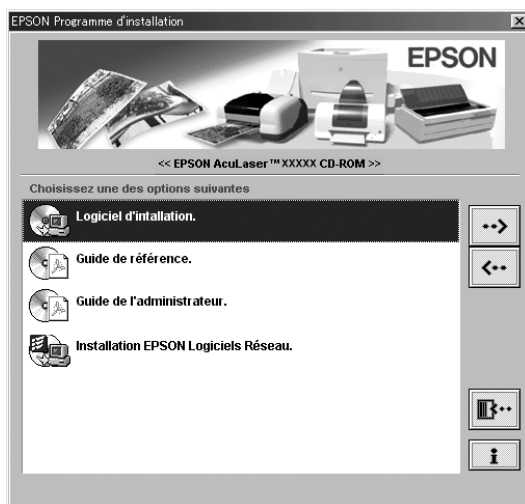 EPSON Programme d'installation
EPSON
<< EPSON AcuLaser™ XXXXX CD-ROM >>
Choisissez une des options suivantes
Logiciel d'intallation.
Guide de référence.
Guide de l'administrateur.
Installation EPSON Logiciels Réseau.